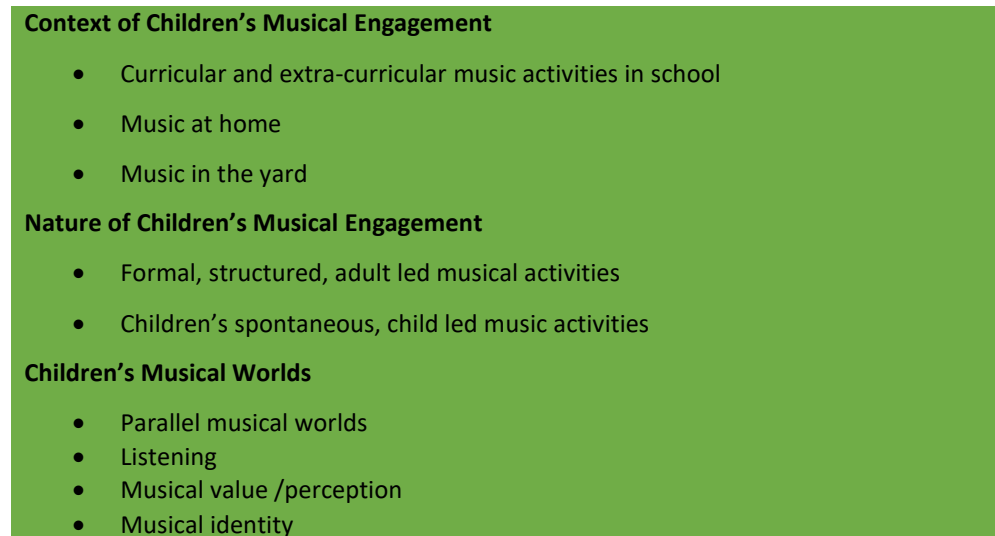 Context of Children’s Musical Engagement
• Curricular and extra-curricular music activities in school
• Music at home
• Music in the yard
Nature of Children’s Musical Engagement
• Formal, structured, adult led musical activities
• Children’s spontaneous, child led music activities
Children’s Musical Worlds
• Parallel musical worlds
• Listening
• Musical value /perception
• Musical identity